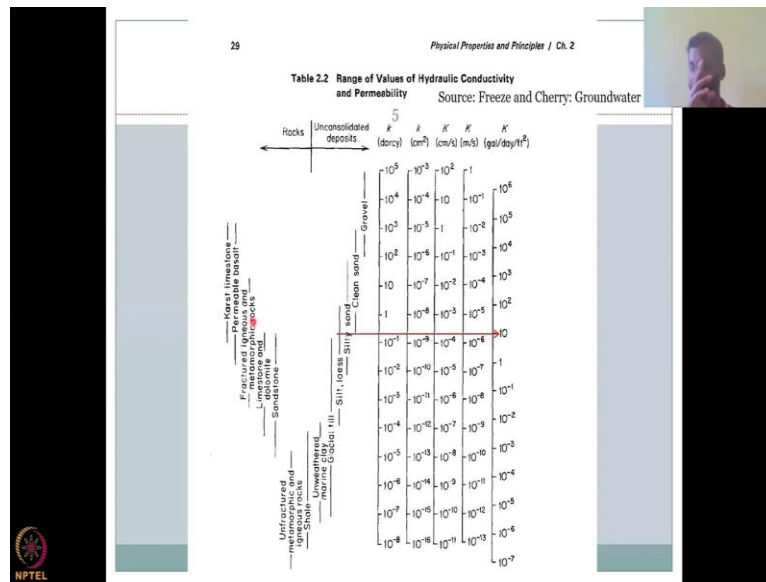 29 Physical Properties and Principles / Ch. 2
Table 2.2 Range of Values of Hydraulic Conductivity
and Permeability
Source: Freeze and Cherry: Groundwater
5
Rocks
Unconsolidated
deposits
k
(darcy)
k
(cm²)
K
(cm/s)
K
(m/s)
K
(gal/day/ft²)
Karst limestone
Permeable basalt
Fractured igneous and
metamorphic rocks
Limestone and
dolomite
Sandstone
Unfractured
metamorphic and
igneous rocks
Shale
Unweathered
marine clay
Glacial till
Silt, loess
Silty sand
Clean sand
Gravel
10⁵ 10⁻³ 10² 1
10⁶
10⁴ 10⁻⁴ 10 10⁻¹
10⁵
10³ 10⁻⁵ 1 10⁻²
10⁴
10² 10⁻⁶ 10⁻¹ 10⁻³
10³
10 10⁻⁷ 10⁻² 10⁻⁴
10²
1 10⁻⁸ 10⁻³ 10⁻⁵
10
10⁻¹ 10⁻⁹ 10⁻⁴ 10⁻⁶
1
10⁻² 10⁻¹⁰ 10⁻⁵ 10⁻⁷
10⁻¹
10⁻³ 10⁻¹¹ 10⁻⁶ 10⁻⁸
10⁻²
10⁻⁴ 10⁻¹² 10⁻⁷ 10⁻⁹
10⁻³
10⁻⁵ 10⁻¹³ 10⁻⁸ 10⁻¹⁰
10⁻⁴
10⁻⁶ 10⁻¹⁴ 10⁻⁹ 10⁻¹¹
10⁻⁵
10⁻⁷ 10⁻¹⁵ 10⁻¹⁰ 10⁻¹²
10⁻⁶
10⁻⁸ 10⁻¹⁶ 10⁻¹¹ 10⁻¹³
10⁻⁷
NPTEL